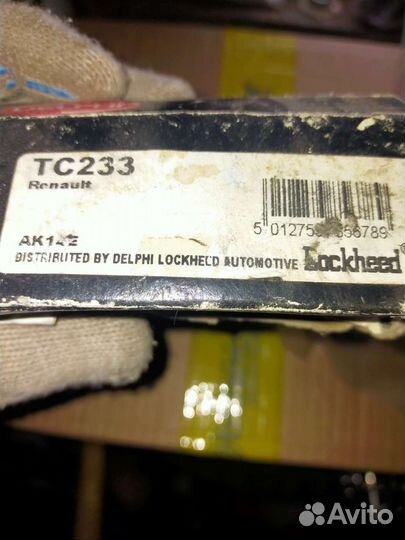 TC233
Renault
DISTRIBUTED BY DELPHI LOCKHEED AUTOMOTIVE Lockheed
Avito